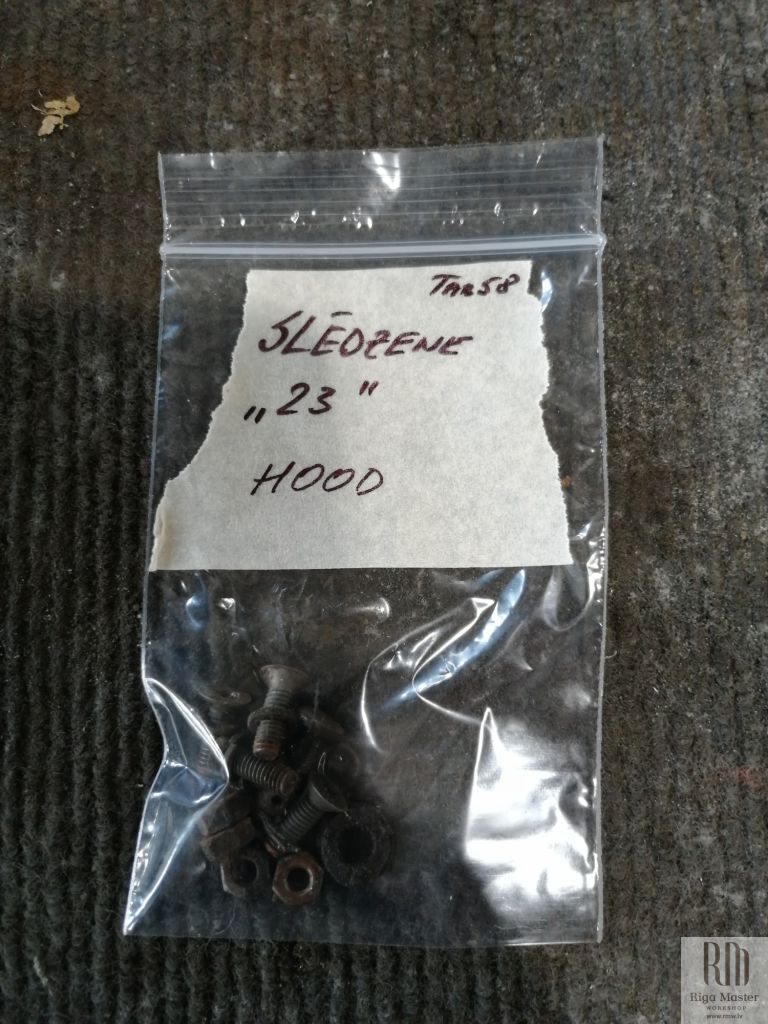 TAR58
SLĒDZENE
„23"
HOOD
RM
Riga Master
WORKSHOP
www.rmw.lv